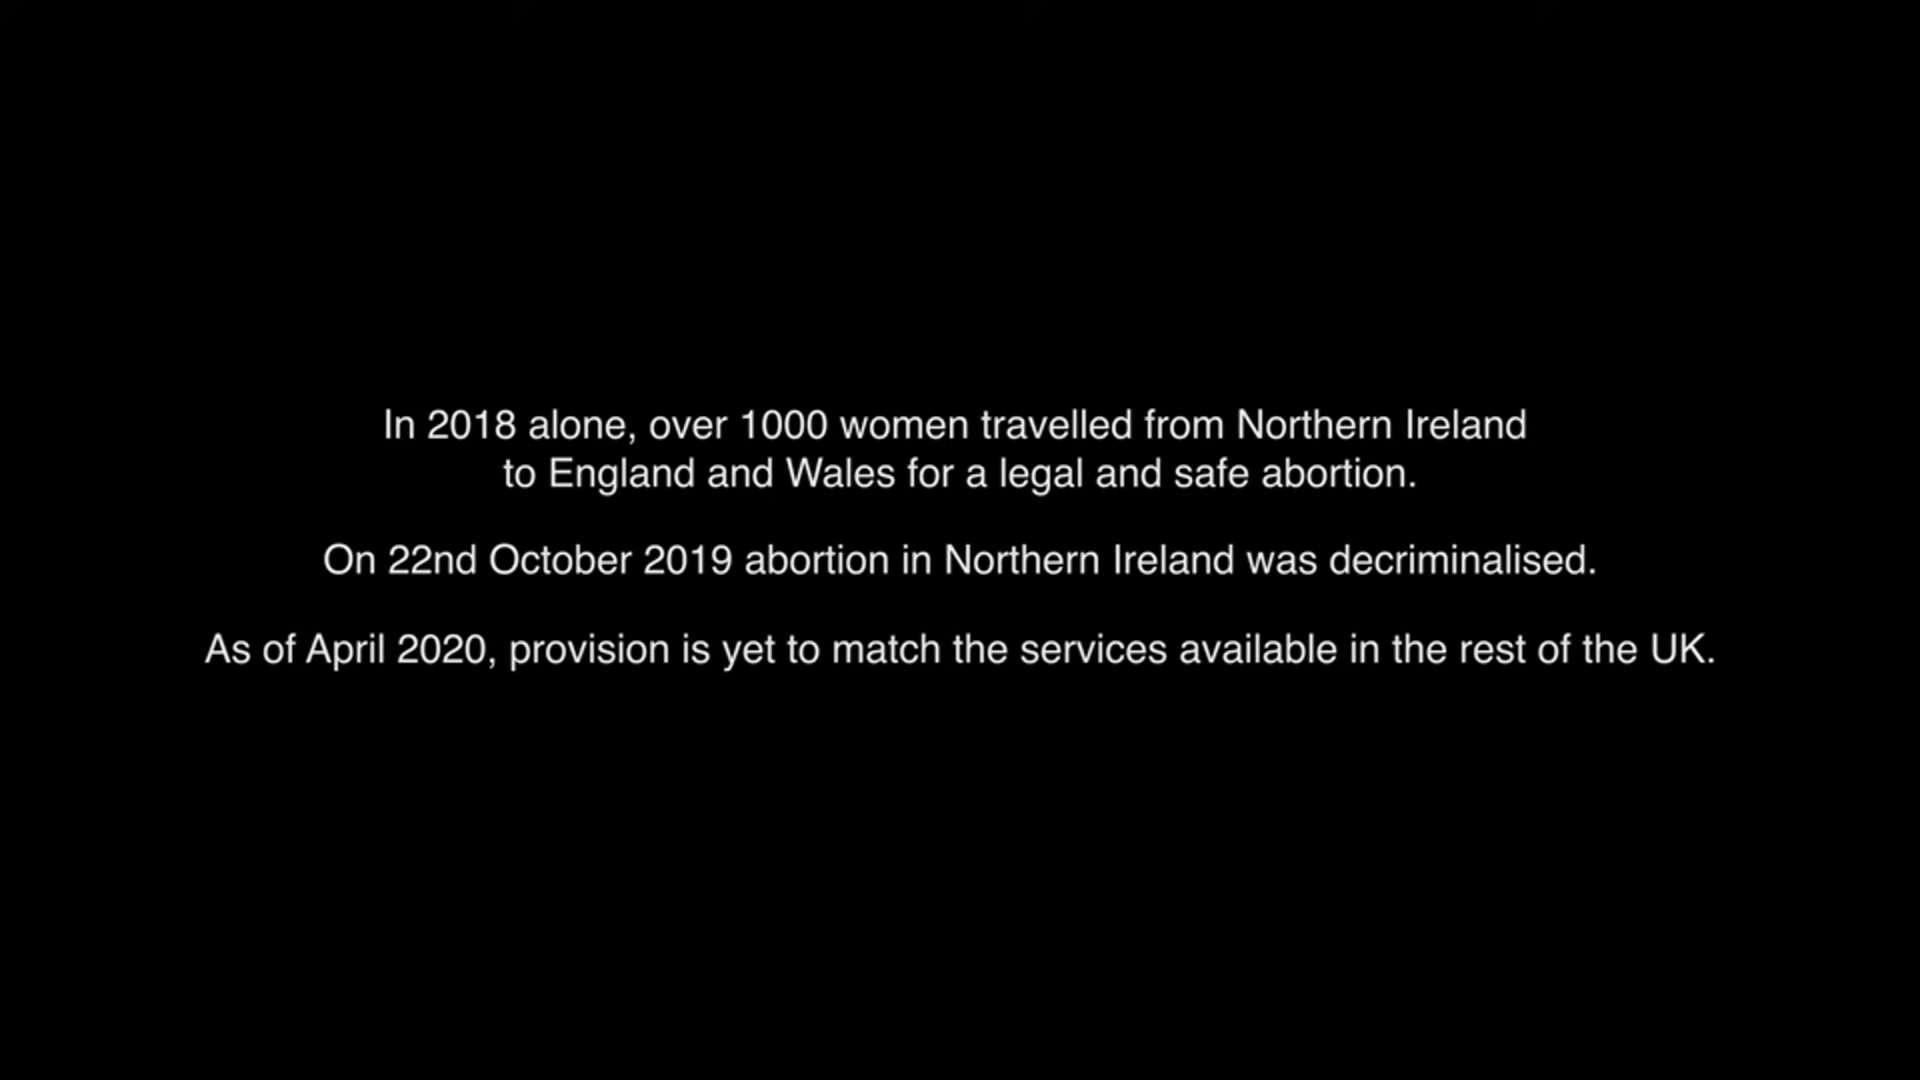 In 2018 alone, over 1000 women travelled from Northern Ireland
to England and Wales for a legal and safe abortion.
On 22nd October 2019 abortion in Northern Ireland was decriminalised.
As of April 2020, provision is yet to match the services available in the rest of the UK.